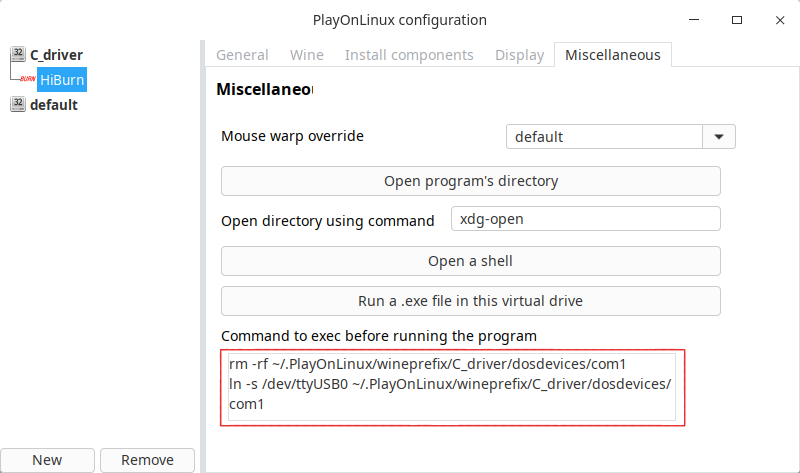 PlayOnLinux configuration
32 C_driver
BURN HiBurn
32 default
General Wine Install components Display Miscellaneous
Miscellaneo
Mouse warp override default
Open program's directory
Open directory using command xdg-open
Open a shell
Run a .exe file in this virtual drive
Command to exec before running the program
rm -rf ~/.PlayOnLinux/wineprefix/C_driver/dosdevices/com1
ln -s /dev/ttyUSB0 ~/.PlayOnLinux/wineprefix/C_driver/dosdevices/
com1
New Remove